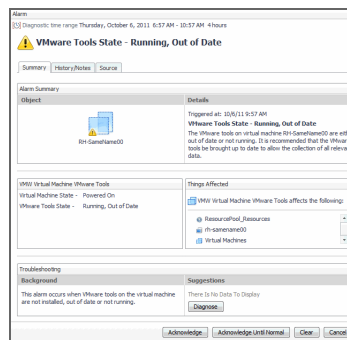 Alarm
Diagnostic time range Thursday, October 6, 2011 6:57 AM - 10:57 AM 4 hours
VMware Tools State - Running, Out of Date
Summary History/Notes Source
Alarm Summary
Object
RH-SameName00
Details
Triggered at: 10/6/11 9:57 AM
VMware Tools State - Running, Out of Date
The VMware tools on virtual machine RH-SameName00 are
out of date or not running. It is recommended that the
tools be brought up to date to allow the collection of all
data.
VMW Virtual Machine VMware Tools
Virtual Machine State - Powered On
VMware Tools State - Running, Out of Date
Things Affected
VMW Virtual Machine VMware Tools affects the following:
ResourcePool_Resources
rh-samename00
Virtual Machines
Troubleshooting
Background
This alarm occurs when VMware tools on the virtual machine
are not installed, out of date or not running.
Suggestions
There Is No Data To Display
Diagnose
Acknowledge Acknowledge Until Normal Clear Cancel